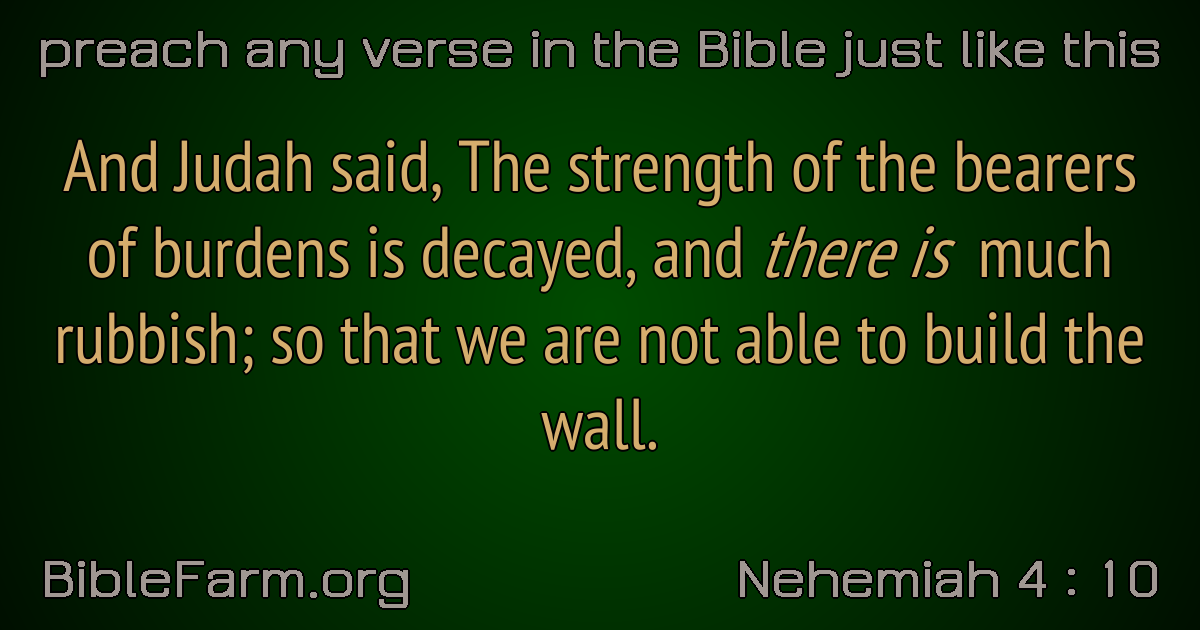 preach any verse in the Bible just like this
And Judah said, The strength of the bearers
of burdens is decayed, and there is much
rubbish; so that we are not able to build the
wall.
BibleFarm.org
Nehemiah 4 : 10